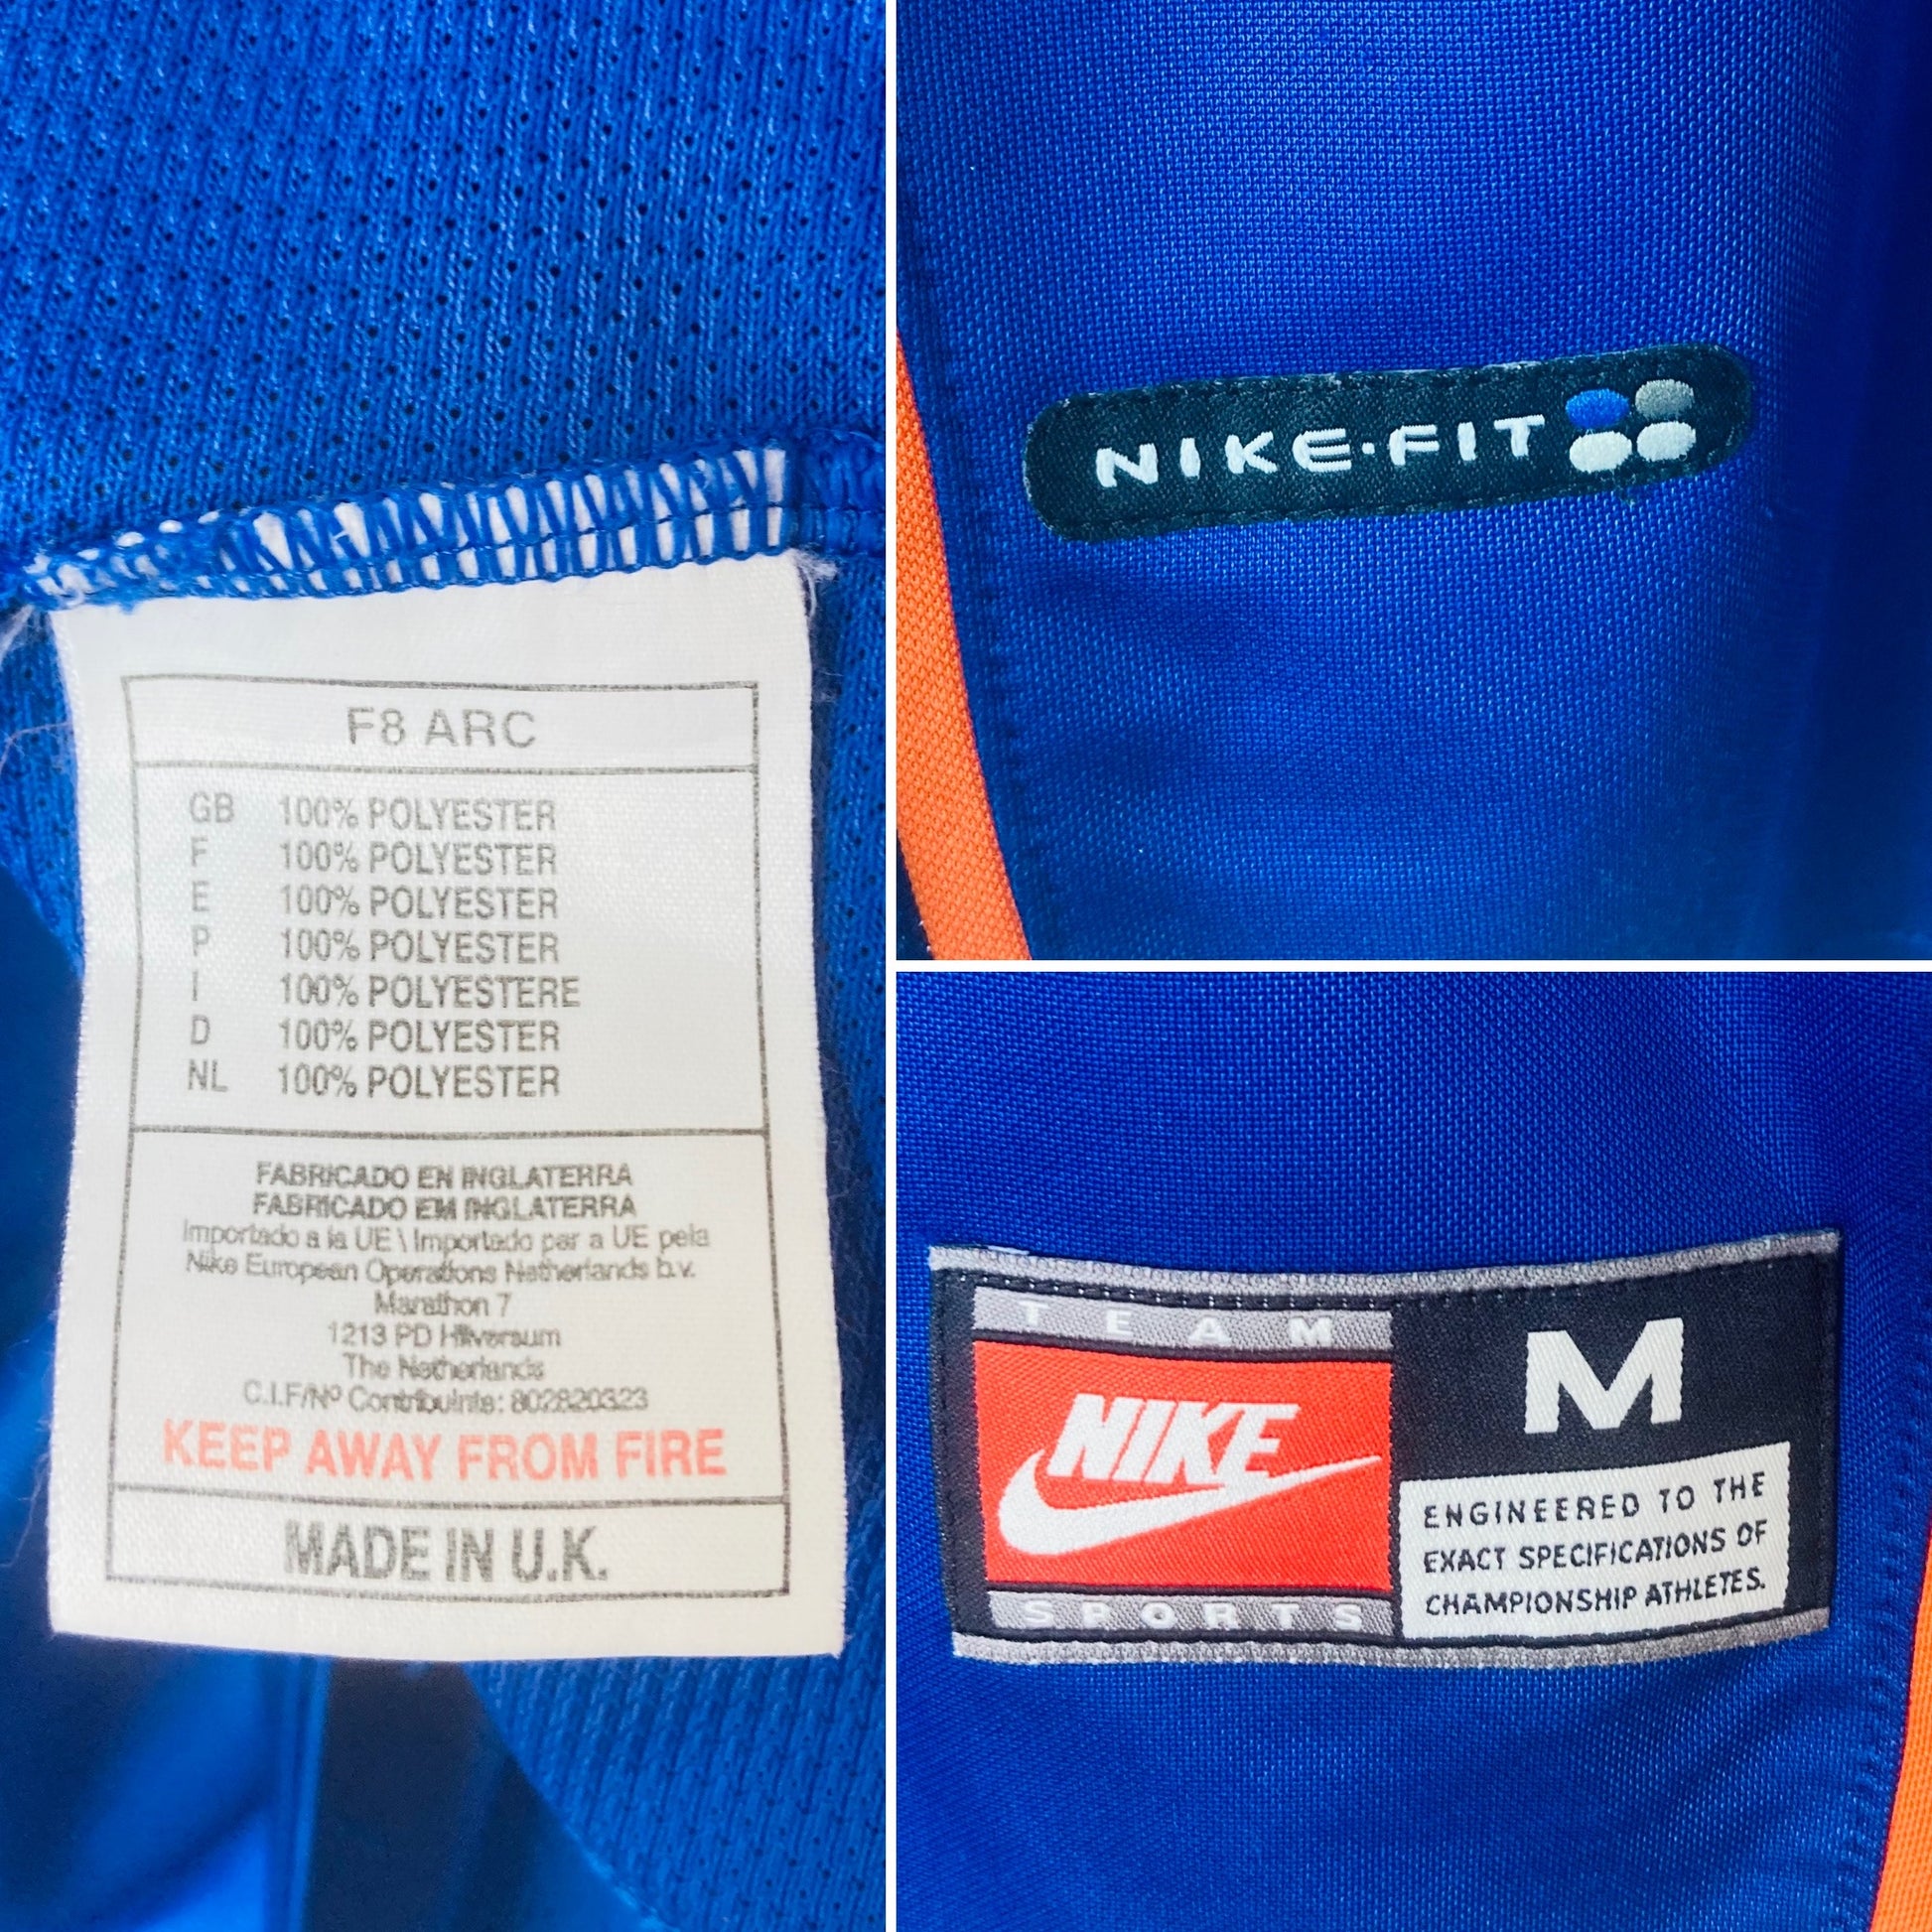 F8 ARC
GB 100% POLYESTER
F 100% POLYESTER
E 100% POLYESTER
P 100% POLYESTER
I 100% POLYESTERE
D 100% POLYESTER
NL 100% POLYESTER
FABRICADO EN INGLATERRA
FABRICADO EM INGLATERRA
Importado a la UE \ Importado par a UE pela
Nike European Operations Netherlands b.v.
Marathon 7
1213 PD Hilversum
The Netherlands
C.I.F/Nº Contribuinte: 802820323
KEEP AWAY FROM FIRE
MADE IN U.K.
NIKE·FIT
TEAM
NIKE
SPORTS
M
ENGINEERED TO THE
EXACT SPECIFICATIONS OF
CHAMPIONSHIP ATHLETES.